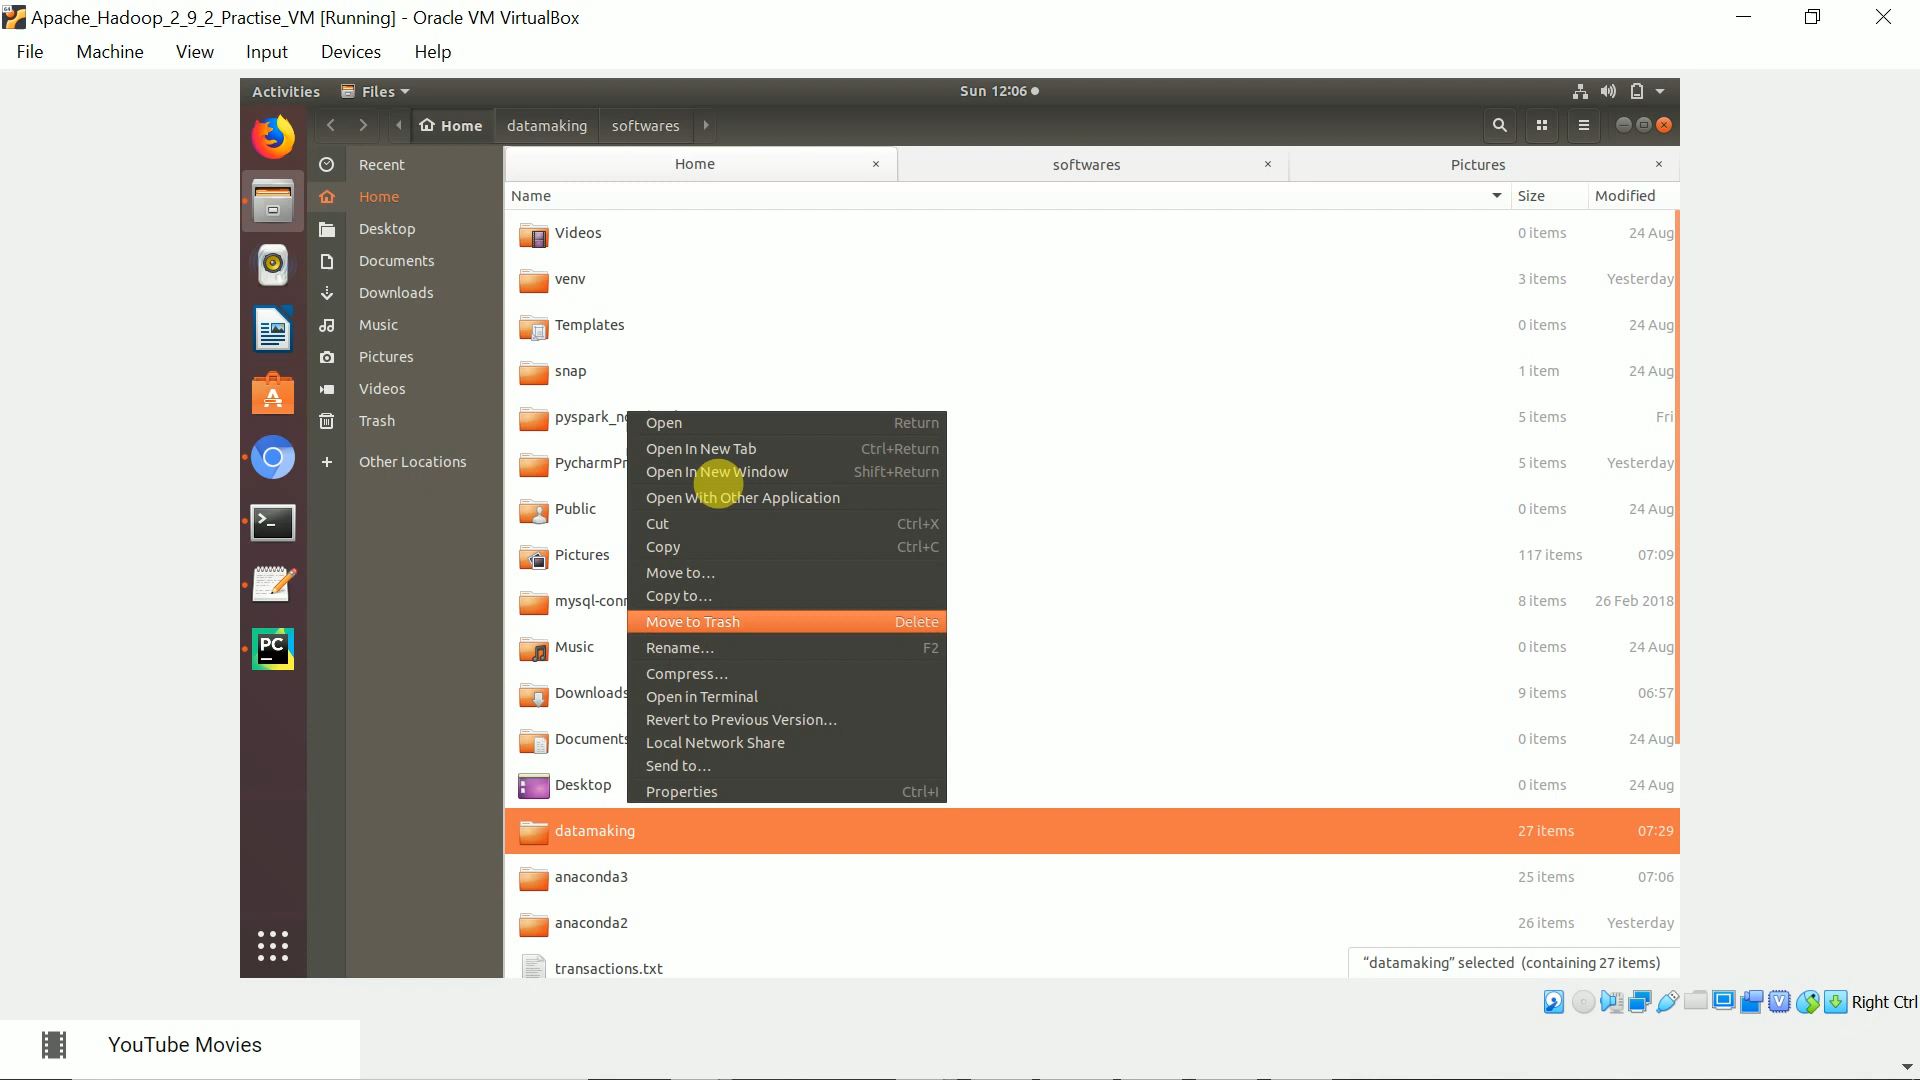 Apache_Hadoop_2_9_2_Practise_VM [Running] - Oracle VM VirtualBox
File Machine View Input Devices Help
Activities Files Sun 12:06
Home datamaking softwares
Recent
Home
Desktop
Documents
Downloads
Music
Pictures
Videos
Trash
+ Other Locations
Home × softwares × Pictures ×
Name Size Modified
Videos 0 items 24 Aug
venv 3 items Yesterday
Templates 0 items 24 Aug
snap 1 item 24 Aug
5 items Fri
5 items Yesterday
Public 0 items 24 Aug
Pictures 117 items 07:09
8 items 26 Feb 2018
Music 0 items 24 Aug
Downloads 9 items 06:57
Documents 0 items 24 Aug
Desktop 0 items 24 Aug
datamaking 27 items 07:29
anaconda3 25 items 07:06
anaconda2 26 items Yesterday
transactions.txt
Open Return
Open In New Tab Ctrl+Return
Open In New Window Shift+Return
Open With Other Application
Cut Ctrl+X
Copy Ctrl+C
Move to…
Copy to…
Move to Trash Delete
Rename… F2
Compress…
Open in Terminal
Revert to Previous Version…
Local Network Share
Send to…
Properties Ctrl+I
"datamaking" selected (containing 27 items)
PC
Right Ctrl
YouTube Movies